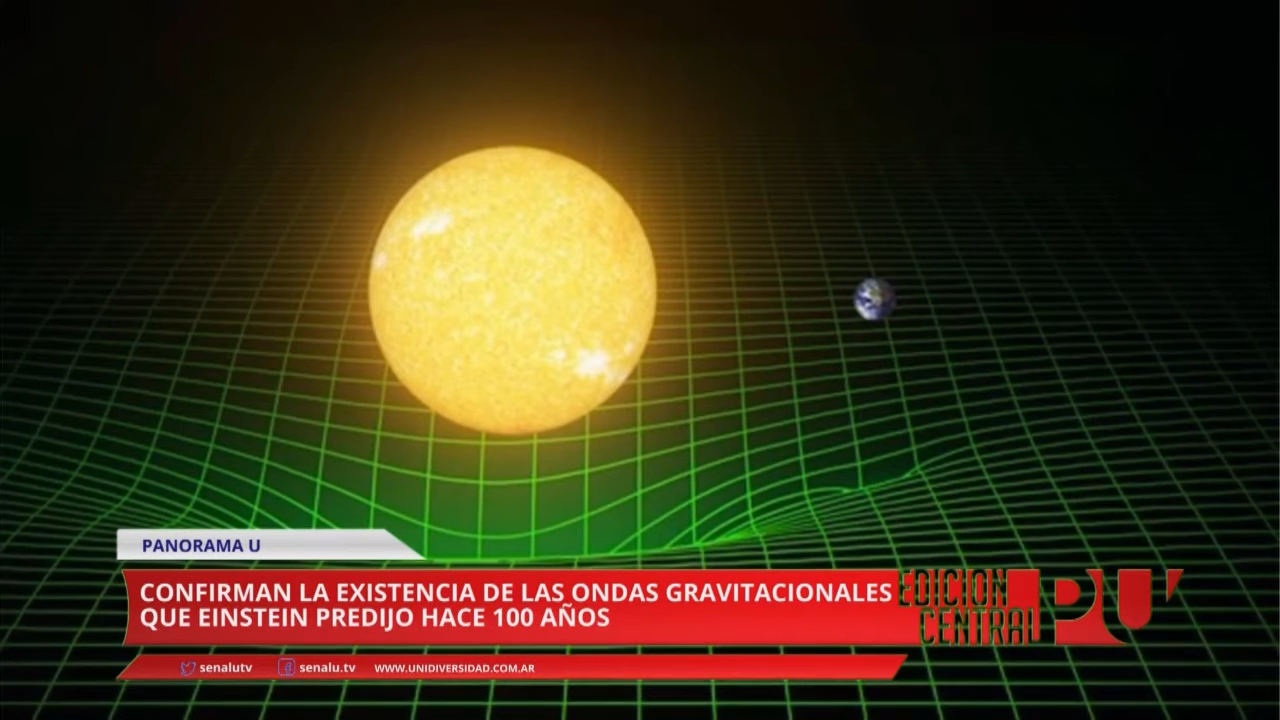 PANORAMA U
CONFIRMAN LA EXISTENCIA DE LAS ONDAS GRAVITACIONALES
QUE EINSTEIN PREDIJO HACE 100 AÑOS
EDICION
CENTRAL
PU
senalutv
senalu.tv
WWW.UNIDIVERSIDAD.COM.AR